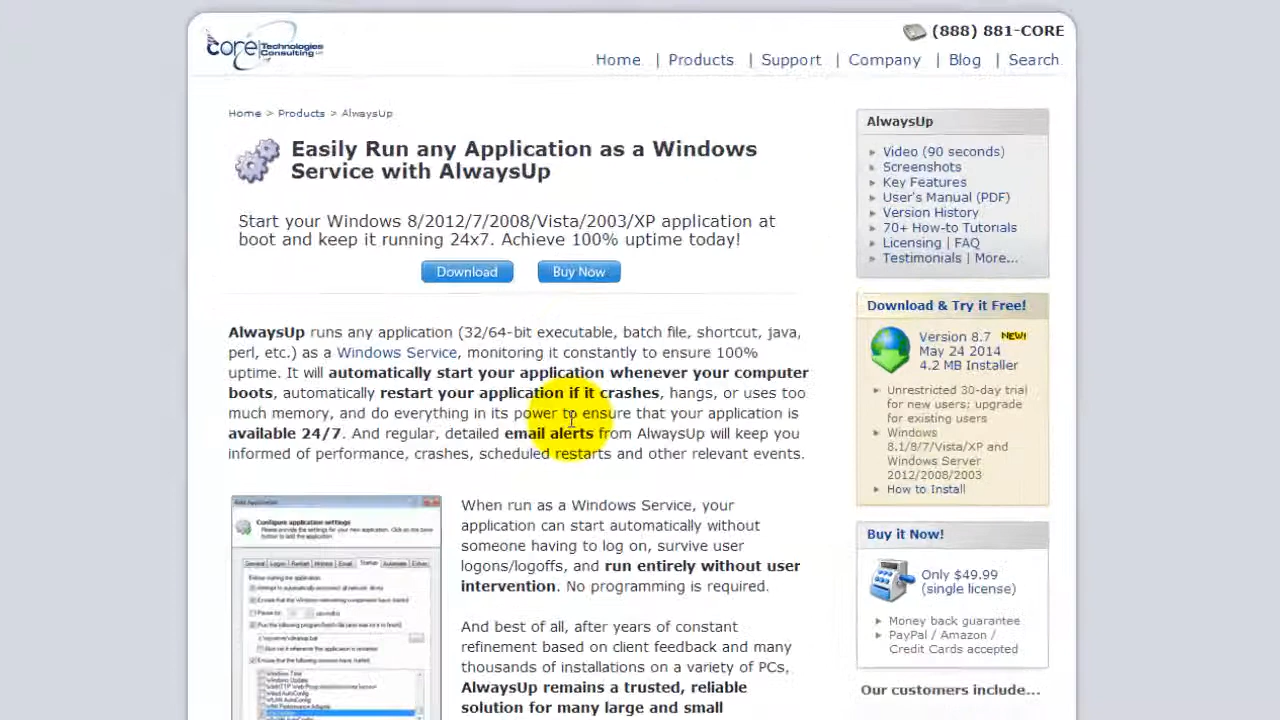 core Technologies
Consulting
(888) 881-CORE
Home | Products | Support | Company | Blog | Search
Home > Products > AlwaysUp
Easily Run any Application as a Windows
Service with AlwaysUp
Start your Windows 8/2012/7/2008/Vista/2003/XP application at
boot and keep it running 24x7. Achieve 100% uptime today!
Download
Buy Now
AlwaysUp runs any application (32/64-bit executable, batch file, shortcut, java,
perl, etc.) as a Windows Service, monitoring it constantly to ensure 100%
uptime. It will automatically start your application whenever your computer
boots, automatically restart your application if it crashes, hangs, or uses too
much memory, and do everything in its power to ensure that your application is
available 24/7. And regular, detailed email alerts from AlwaysUp will keep you
informed of performance, crashes, scheduled restarts and other relevant events.
Configure application settings
General Logon Restart Monitor Email Startup Automate Extras
When run as a Windows Service, your
application can start automatically without
someone having to log on, survive user
logons/logoffs, and run entirely without user
intervention. No programming is required.
And best of all, after years of constant
refinement based on client feedback and many
thousands of installations on a variety of PCs,
AlwaysUp remains a trusted, reliable
solution for many large and small
AlwaysUp
Video (90 seconds)
Screenshots
Key Features
User's Manual (PDF)
Version History
70+ How-to Tutorials
Licensing | FAQ
Testimonials | More...
Download & Try it Free!
Version 8.7 NEW!
May 24 2014
4.2 MB Installer
Unrestricted 30-day trial
for new users; upgrade
for existing users
Windows
8.1/8/7/Vista/XP and
Windows Server
2012/2008/2003
How to Install
Buy it Now!
Only $49.99
(single license)
Money back guarantee
PayPal / Amazon /
Credit Cards accepted
Our customers include...